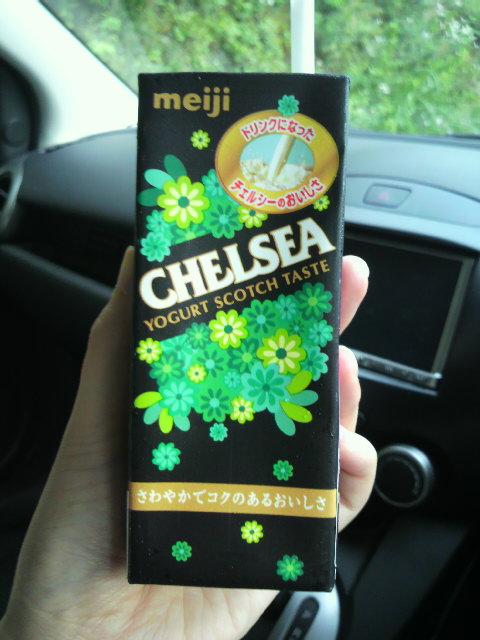 meiji
ドリンクになった
チェルシーのおいしさ
CHELSEA
YOGURT SCOTCH TASTE
さわやかでコクのあるおいしさ